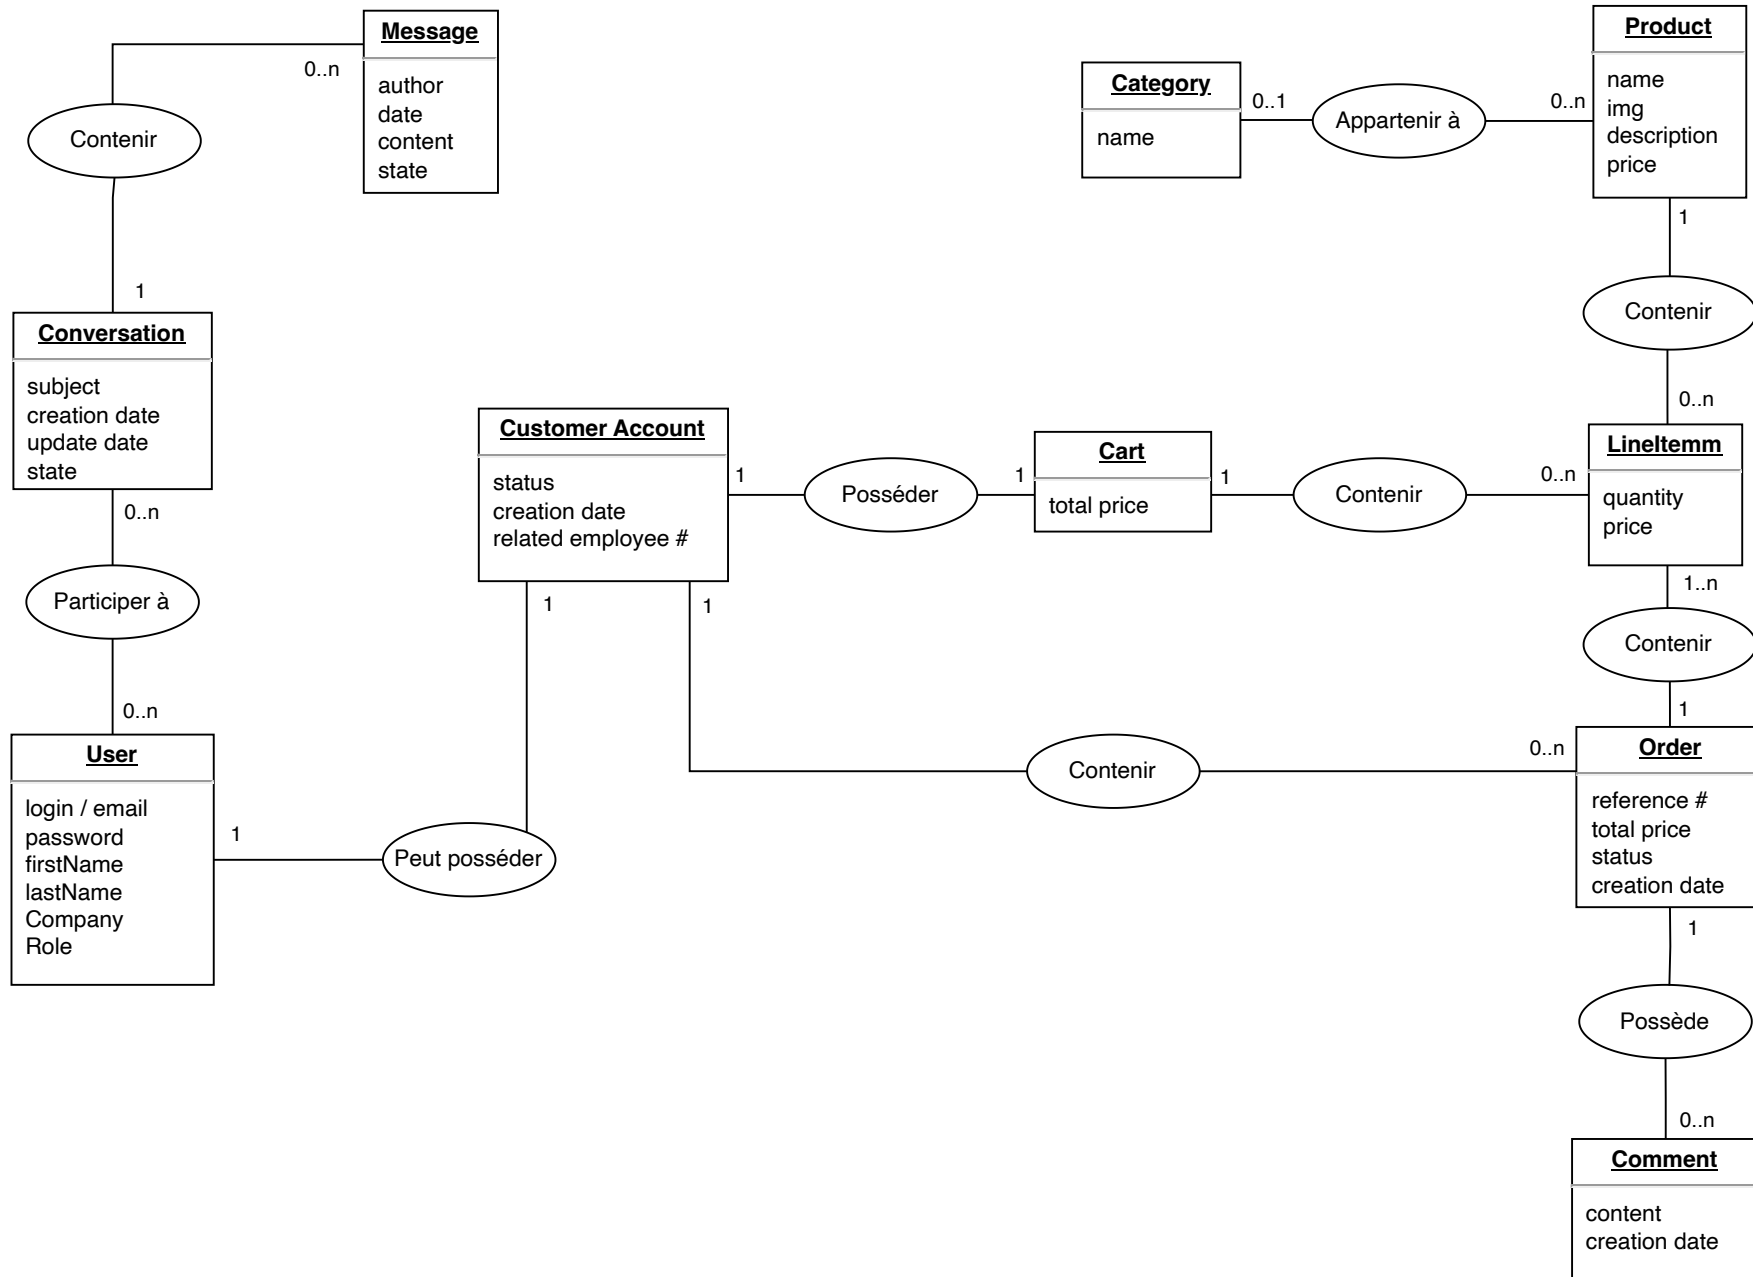 Message
author
date
content
state
0..n
Contenir
1
Conversation
subject
creation date
update date
state
0..n
Participer à
0..n
User
login / email
password
firstName
lastName
Company
Role
1
Peut posséder
1
Customer Account
status
creation date
related employee #
1
Posséder
1
Cart
total price
1
Contenir
0..n
LineItemm
quantity
price
0..n
Contenir
1
Product
name
img
description
price
0..n
Appartenir à
0..1
Category
name
1..n
Contenir
1
Order
reference #
total price
status
creation date
0..n
Contenir
1
1
Possède
0..n
Comment
content
creation date